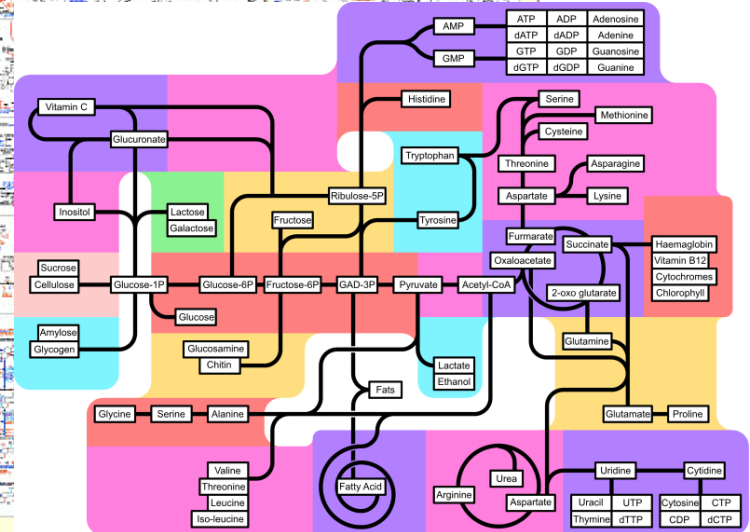 AMP
ATP ADP Adenosine
dATP dADP Adenine
GMP
GTP GDP Guanosine
dGTP dGDP Guanine
Vitamin C
Histidine
Serine
Methionine
Cysteine
Glucuronate
Tryptophan
Threonine
Asparagine
Ribulose-5P
Aspartate
Lysine
Inositol
Lactose
Galactose
Fructose
Tyrosine
Furmarate
Succinate
Haemaglobin
Vitamin B12
Cytochromes
Chlorophyll
Oxaloacetate
Sucrose
Cellulose
Glucose-1P
Glucose-6P
Fructose-6P
GAD-3P
Pyruvate
Acetyl-CoA
2-oxo glutarate
Glucose
Amylose
Glycogen
Glucosamine
Chitin
Glutamine
Lactate
Ethanol
Fats
Glycine
Serine
Alanine
Glutamate
Proline
Valine
Threonine
Leucine
Iso-leucine
Fatty Acid
Arginine
Urea
Aspartate
Uridine
Cytidine
Uracil UTP
Thymine dTTP
Cytosine CTP
CDP dCTP